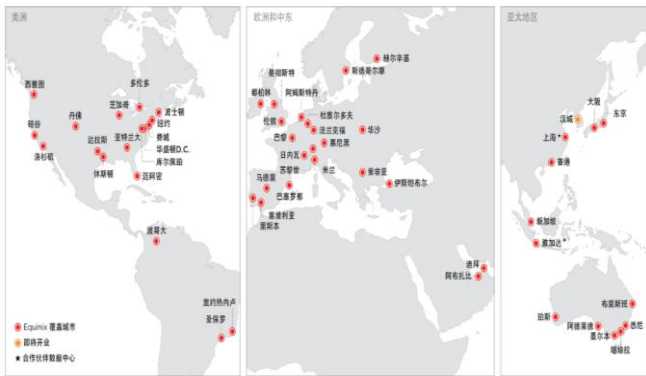 美洲
西雅图
硅谷
洛杉矶
丹佛
达拉斯
休斯顿
芝加哥
多伦多
亚特兰大
波士顿
纽约
费城
华盛顿D.C.
库尔佩珀
迈阿密
波哥大
里约热内卢
圣保罗
Equinix 覆盖城市
即将开业
★ 合作伙伴数据中心
欧洲和中东
赫尔辛基
斯德哥尔摩
曼彻斯特
都柏林
阿姆斯特丹
伦敦
杜塞尔多夫
法兰克福
华沙
巴黎
慕尼黑
日内瓦
苏黎世
米兰
马德里
索非亚
伊斯坦布尔
巴塞罗那
塞维利亚
里斯本
迪拜
阿布扎比
亚太地区
汉城
大阪
东京
上海*
香港
新加坡
雅加达*
布里斯班
珀斯
阿德莱德
悉尼
墨尔本
堪培拉